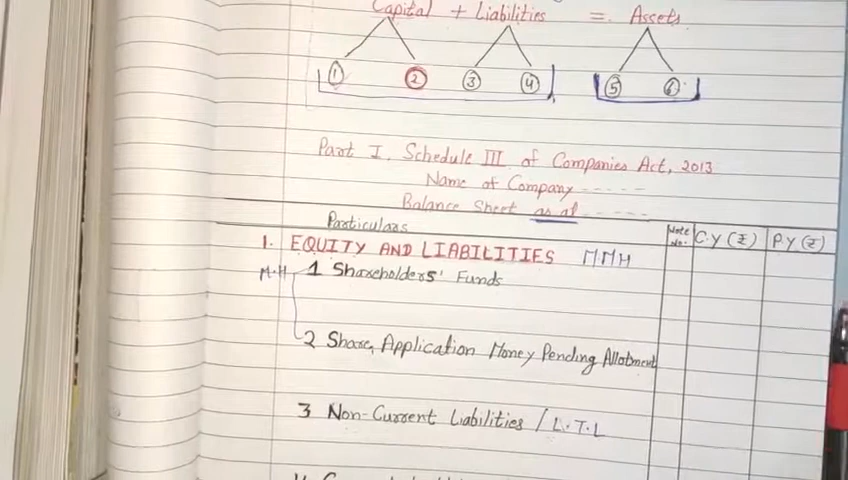 Capital + Liabilities = Assets
1 2 3 4 5 6
Part I, Schedule III of Companies Act, 2013
Name of Company -----
Balance Sheet as at -----
Particulars Note No. C.Y (₹) P.Y (₹)
1. EQUITY AND LIABILITIES MMH
M.H 1 Shareholders' Funds
2 Share Application Money Pending Allotment
3 Non-Current Liabilities / L.T.L